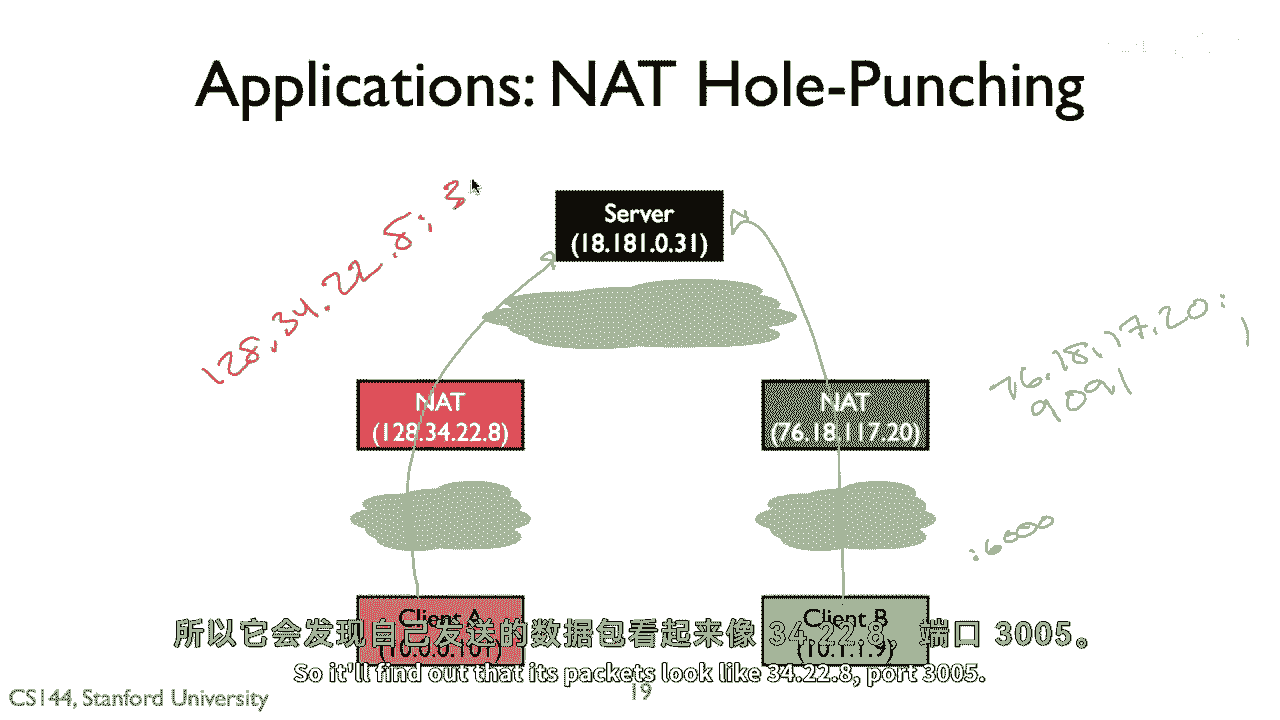 Applications: NAT Hole-Punching
128.34.22.8: 3
Server
(18.181.0.31)
76.18.17.20:
9091
NAT
(128.34.22.8)
NAT
(76.18.117.20)
:6000
Client A
(10.0.0.101)
Client B
(10.1.1.9)
所以它会发现自己发送的数据包看起来像 34.22.8，端口 3005。
So it'll find out that its packets look like 34.22.8, port 3005.
CS144, Stanford University
19